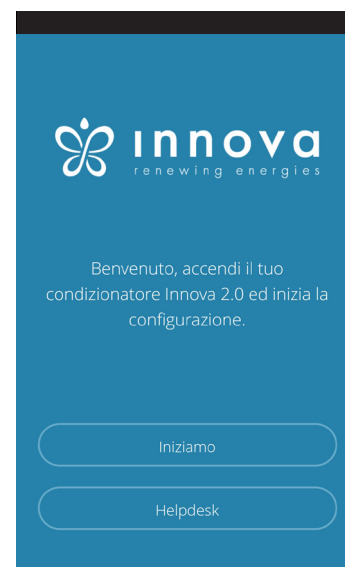 innova
renewing energies
Benvenuto, accendi il tuo
condizionatore Innova 2.0 ed inizia la
configurazione.
Iniziamo
Helpdesk